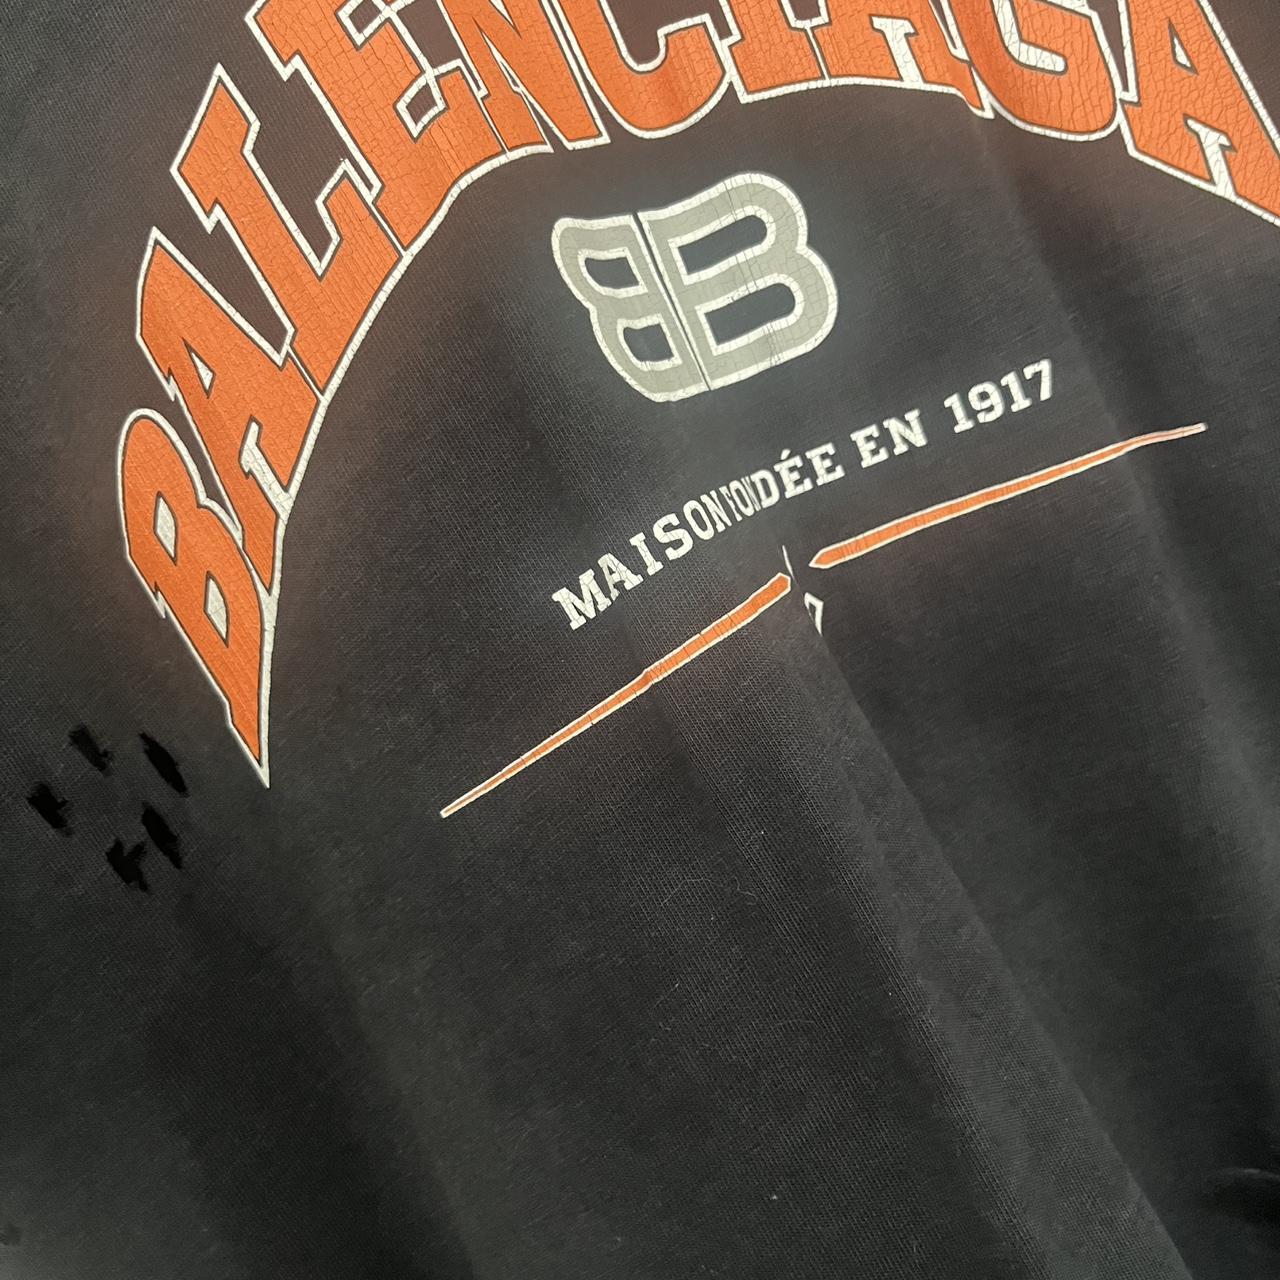 BALENCIAGA
BB
MAISON FONDÉE EN 1917